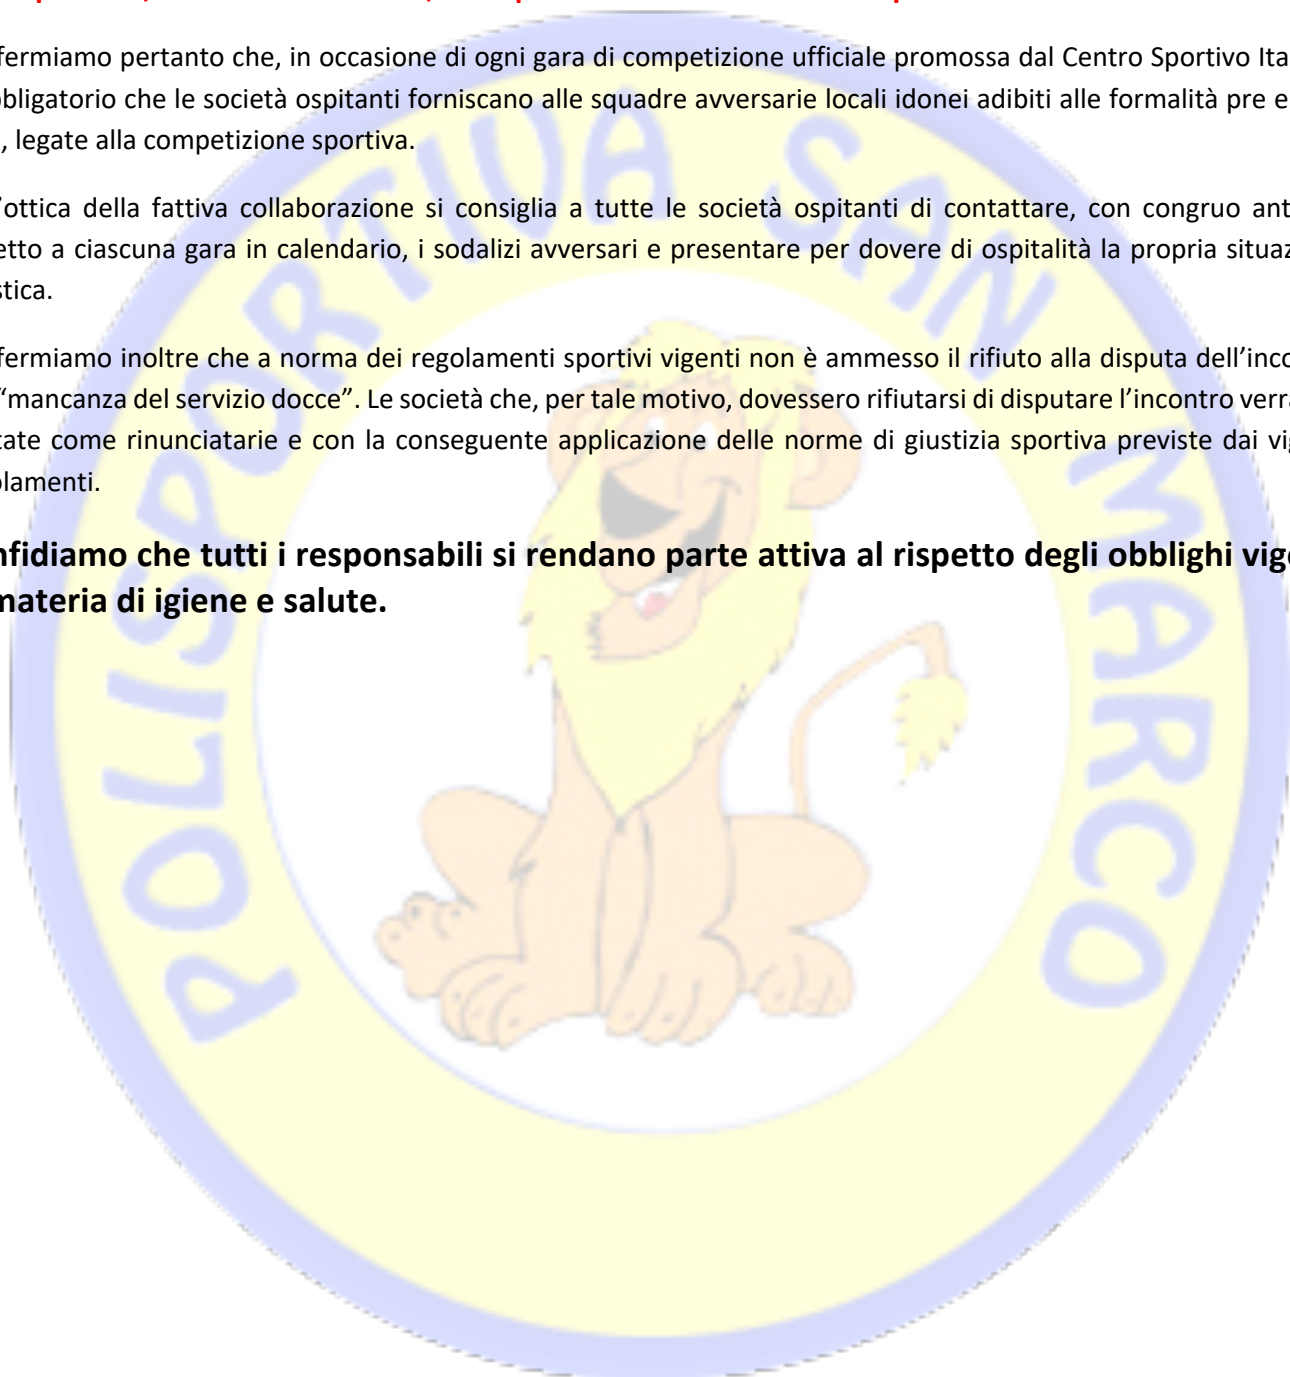 fermiamo pertanto che, in occasione di ogni gara di competizione ufficiale promossa dal Centro Sportivo Ita
bbligatorio che le società ospitanti forniscano alle squadre avversarie locali idonei adibiti alle formalità pre e
, legate alla competizione sportiva.
’ottica della fattiva collaborazione si consiglia a tutte le società ospitanti di contattare, con congruo ant
etto a ciascuna gara in calendario, i sodalizi avversari e presentare per dovere di ospitalità la propria situaz
stica.
fermiamo inoltre che a norma dei regolamenti sportivi vigenti non è ammesso il rifiuto alla disputa dell’inco
“mancanza del servizio docce”. Le società che, per tale motivo, dovessero rifiutarsi di disputare l’incontro verra
tate come rinunciatarie e con la conseguente applicazione delle norme di giustizia sportiva previste dai vig
olamenti.
nfidiamo che tutti i responsabili si rendano parte attiva al rispetto degli obblighi vige
materia di igiene e salute.
POLISPORTIVA SAN MARCO